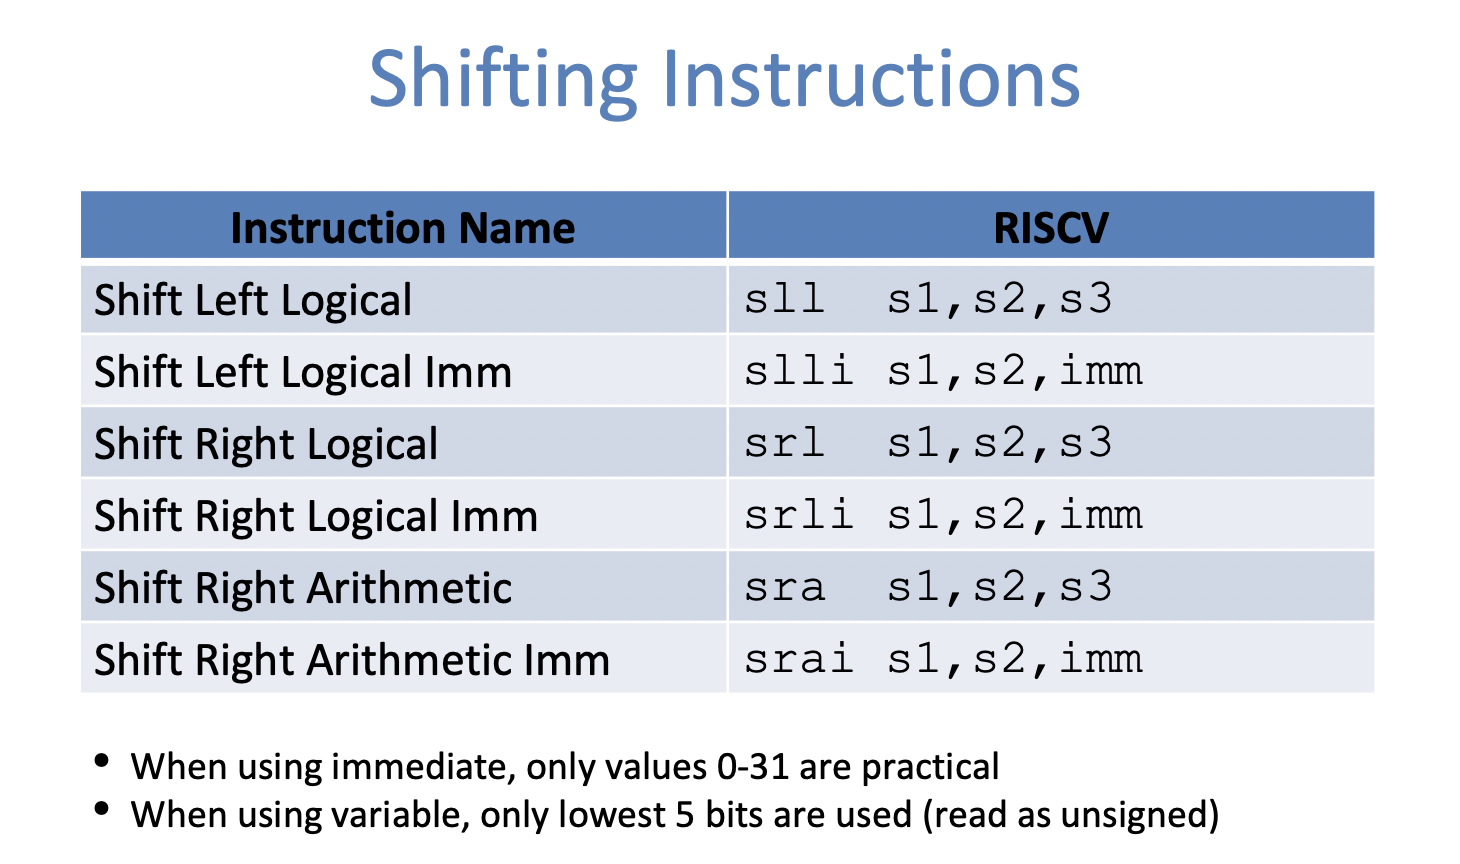 Shifting Instructions
Instruction Name RISCV
Shift Left Logical sll s1,s2,s3
Shift Left Logical Imm slli s1,s2,imm
Shift Right Logical srl s1,s2,s3
Shift Right Logical Imm srli s1,s2,imm
Shift Right Arithmetic sra s1,s2,s3
Shift Right Arithmetic Imm srai s1,s2,imm
• When using immediate, only values 0-31 are practical
• When using variable, only lowest 5 bits are used (read as unsigned)